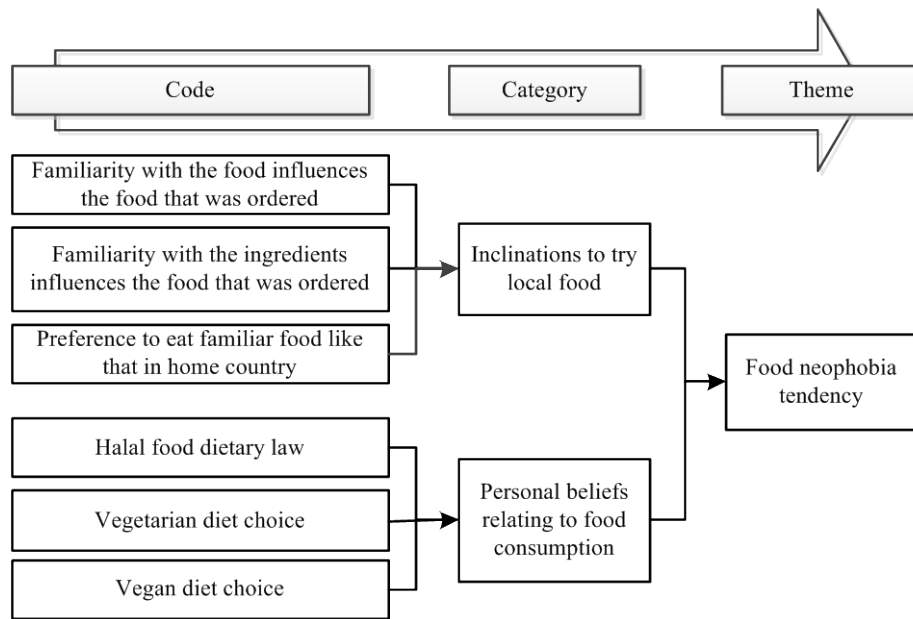 Code
Category
Theme
Familiarity with the food influences
the food that was ordered
Familiarity with the ingredients
influences the food that was ordered
Preference to eat familiar food like
that in home country
Inclinations to try
local food
Halal food dietary law
Vegetarian diet choice
Vegan diet choice
Personal beliefs
relating to food
consumption
Food neophobia
tendency